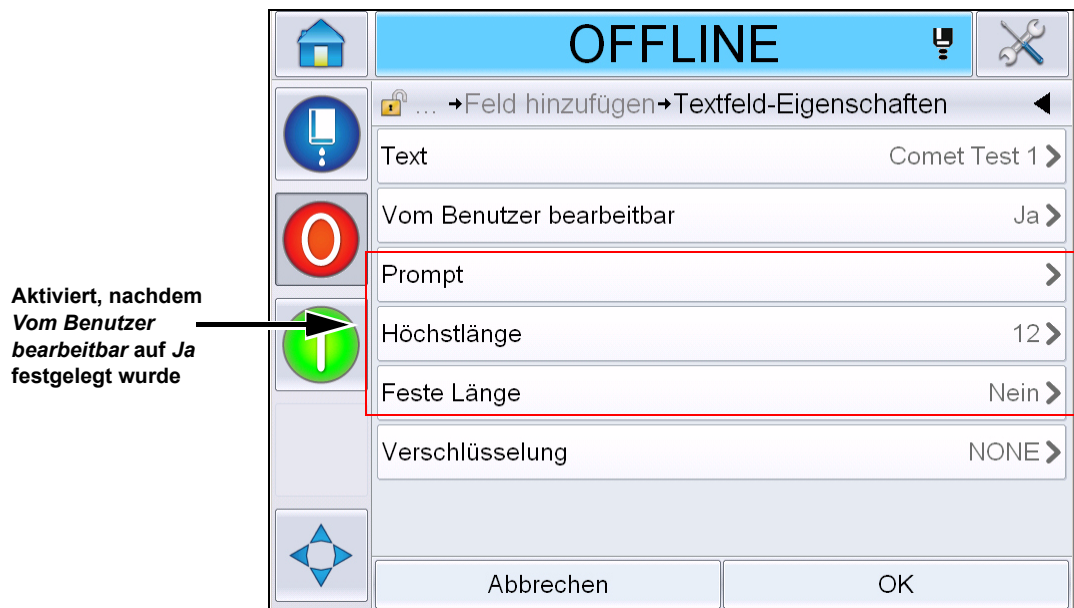 OFFLINE
... →Feld hinzufügen→Textfeld-Eigenschaften
Text Comet Test 1
Vom Benutzer bearbeitbar Ja
Prompt
Höchstlänge 12
Feste Länge Nein
Verschlüsselung NONE
Abbrechen OK
Aktiviert, nachdem
Vom Benutzer
bearbeitbar auf Ja
festgelegt wurde